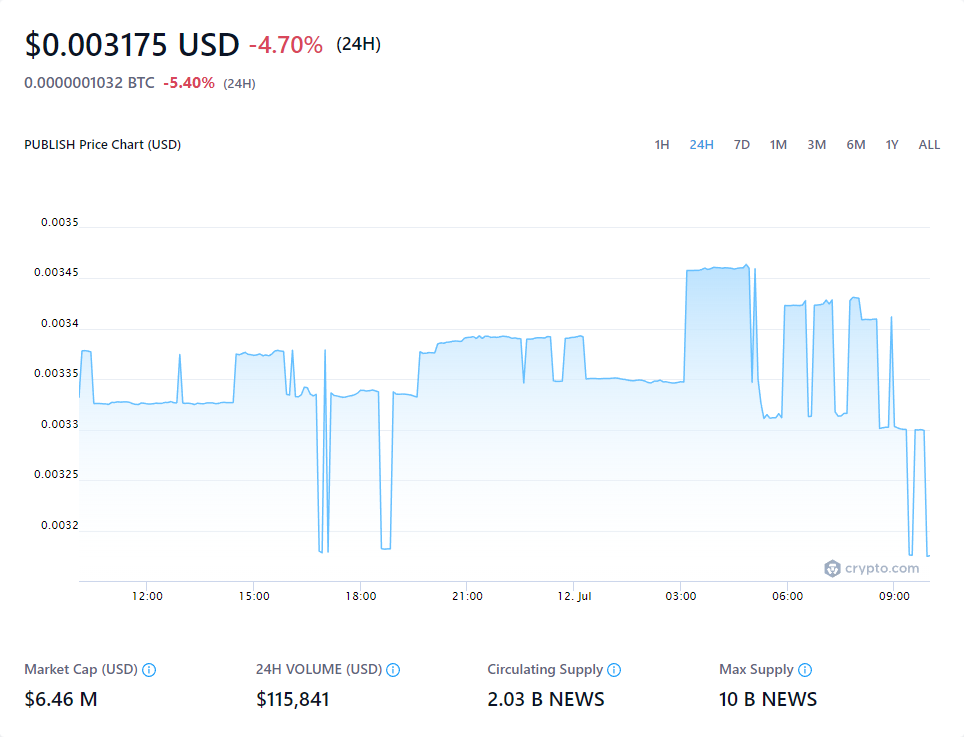 $0.003175 USD -4.70% (24H)
0.0000001032 BTC -5.40% (24H)
PUBLISH Price Chart (USD) 1H 24H 7D 1M 3M 6M 1Y ALL
0.0035
0.00345
0.0034
0.00335
0.0033
0.00325
0.0032
crypto.com
12:00 15:00 18:00 21:00 12. Jul 03:00 06:00 09:00
Market Cap (USD) 24H VOLUME (USD) Circulating Supply Max Supply
$6.46 M $115,841 2.03 B NEWS 10 B NEWS